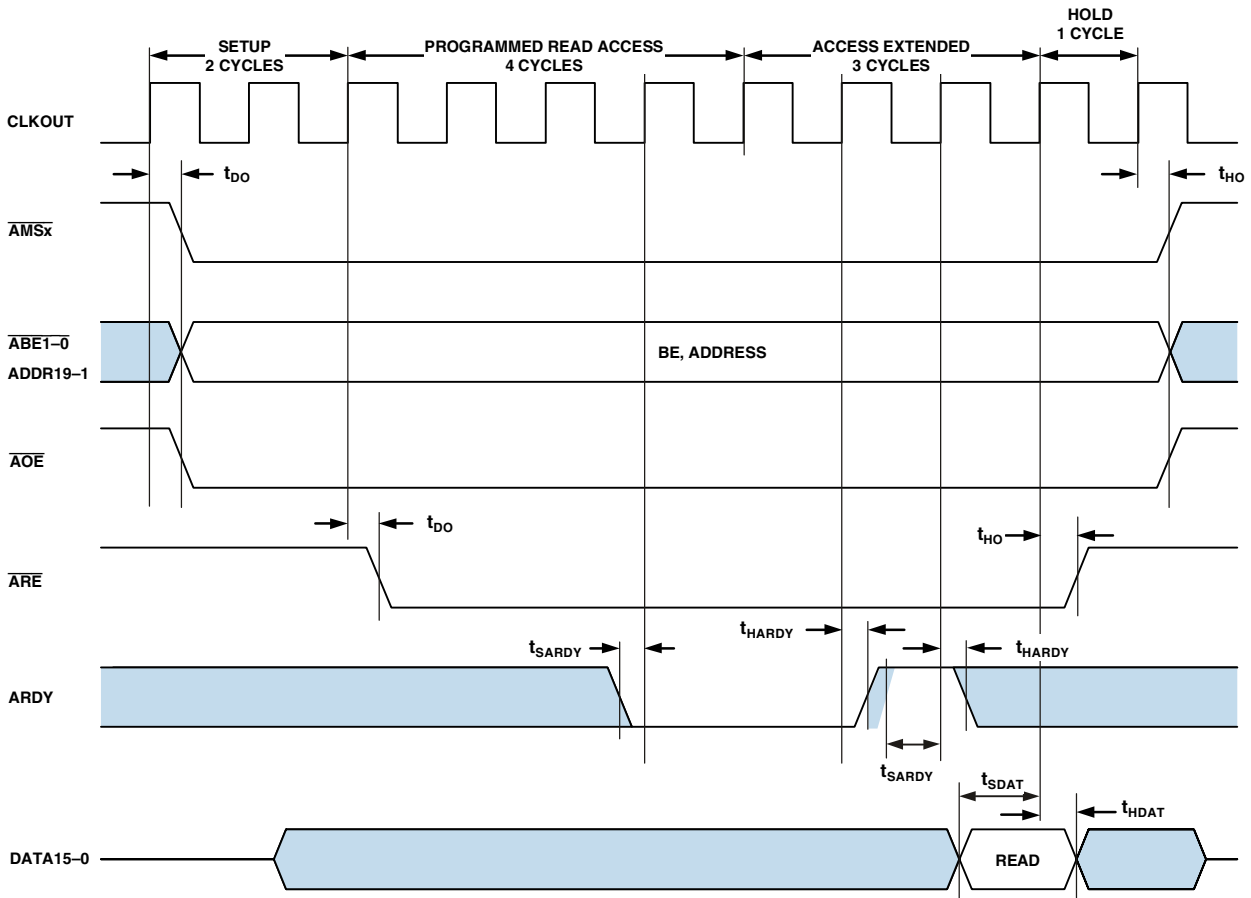 SETUP
2 CYCLES
PROGRAMMED READ ACCESS
4 CYCLES
ACCESS EXTENDED
3 CYCLES
HOLD
1 CYCLE
CLKOUT
tDO
tHO
AMSx
ABE1–0
BE, ADDRESS
ADDR19–1
AOE
tDO
tHO
ARE
tSARDY
tHARDY
tHARDY
ARDY
tSARDY
tSDAT
tHDAT
DATA15–0
READ